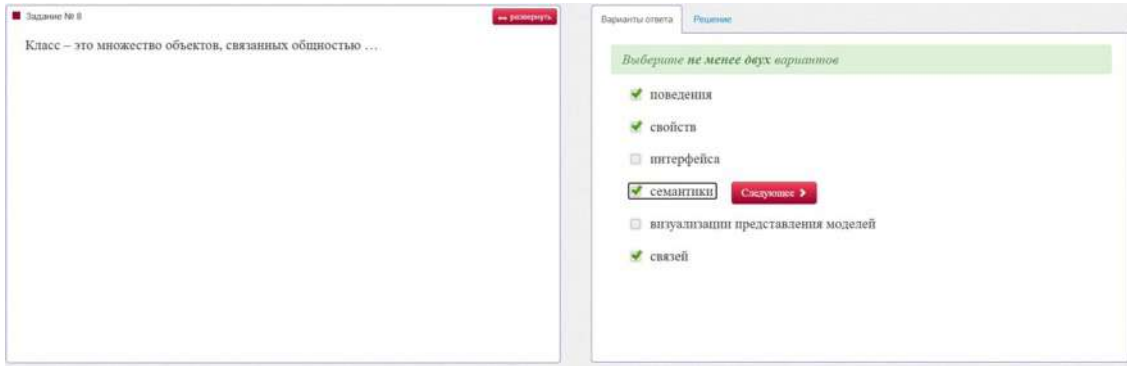 Задание № 8
развернуть
Класс – это множество объектов, связанных общностью …
Варианты ответа
Решение
Выберите не менее двух вариантов
поведения
свойств
интерфейса
семантики
Следующее
визуализации представления моделей
связей